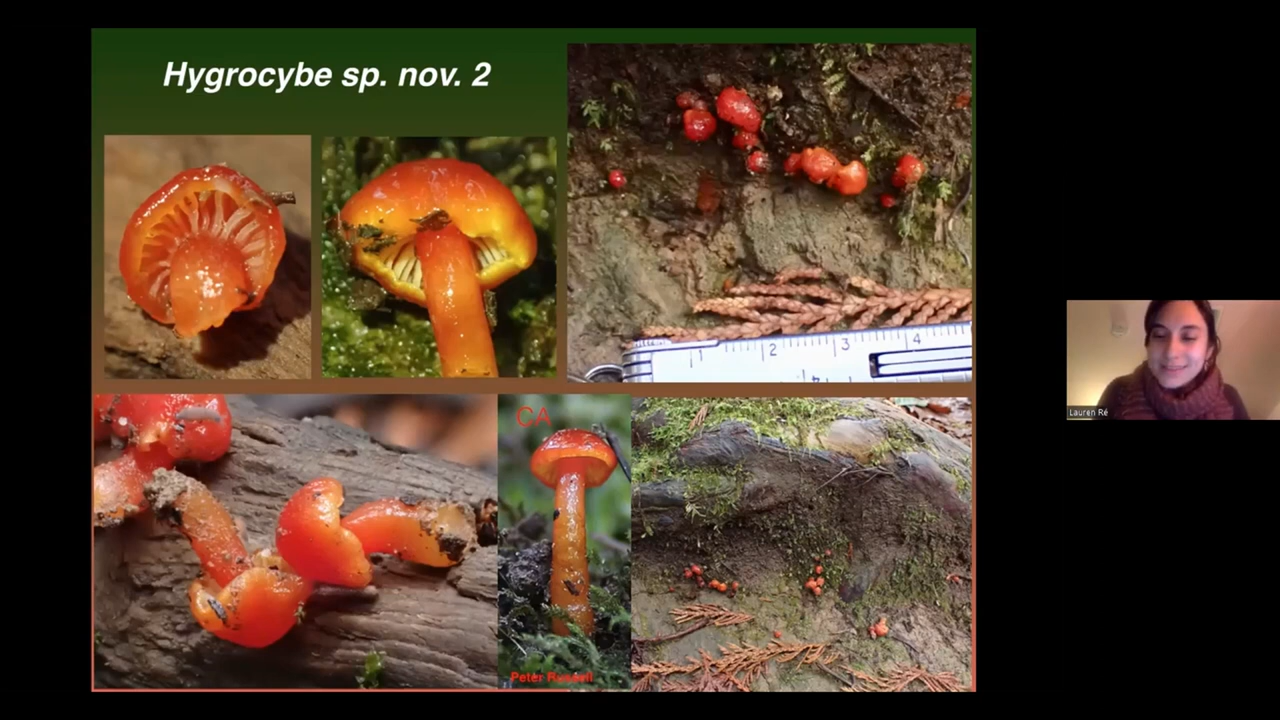 Hygrocybe sp. nov. 2
1 2 3 4
CA
Peter Russell
Lauren Ré